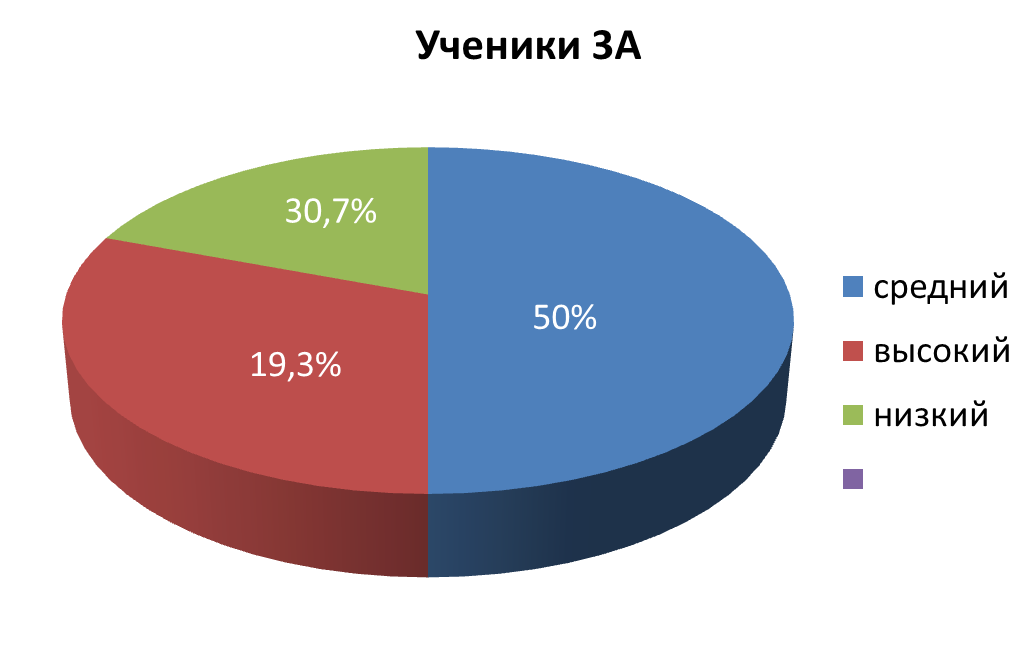 Ученики 3А
30,7%
50%
19,3%
средний
высокий
низкий